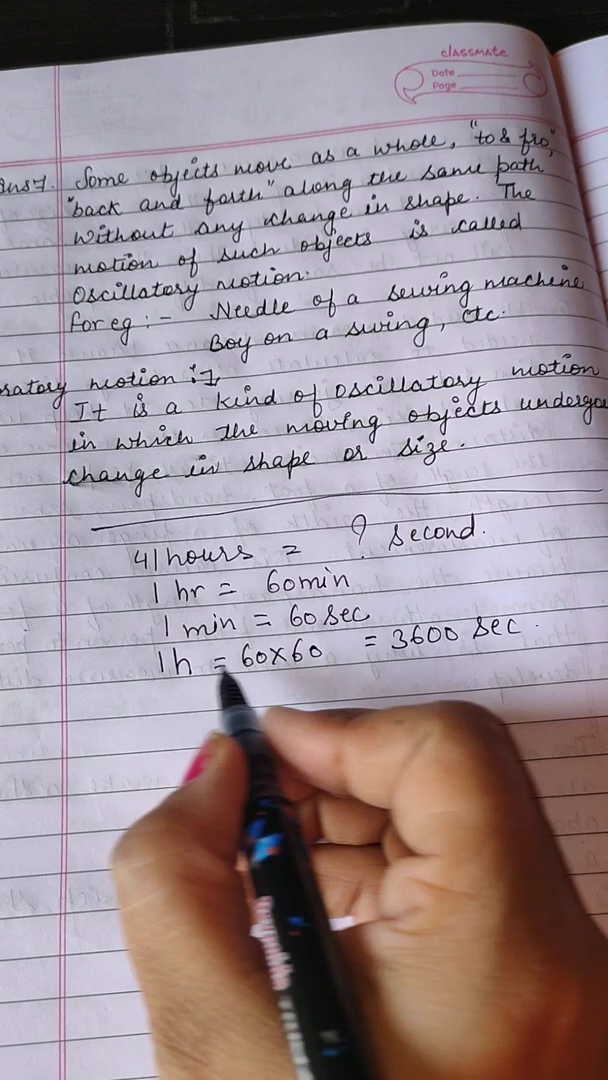 classmate
Date
Page
Ans7. Some objects move as a whole, "to & fro",
"back and forth" along the same path
without any change in shape. The
motion of such objects is called
Oscillatory motion.
For eg :- Needle of a sewing machine
Boy on a swing, etc.
ratory motion :-
It is a kind of oscillatory motion
in which the moving objects undergo
change in shape or size.
41 hours = ? second.
1 hr = 60min
1 min = 60 sec
1h = 60x60 = 3600 sec.